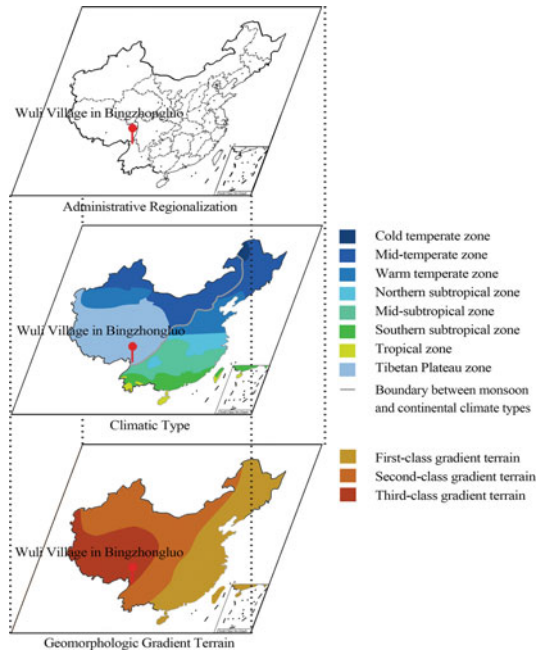 Wuli Village in Bingzhongluo
Administrative Regionalization
Wuli Village in Bingzhongluo
Climatic Type
Cold temperate zone
Mid-temperate zone
Warm temperate zone
Northern subtropical zone
Mid-subtropical zone
Southern subtropical zone
Tropical zone
Tibetan Plateau zone
Boundary between monsoon
and continental climate types
Wuli Village in Bingzhongluo
Geomorphologic Gradient Terrain
First-class gradient terrain
Second-class gradient terrain
Third-class gradient terrain